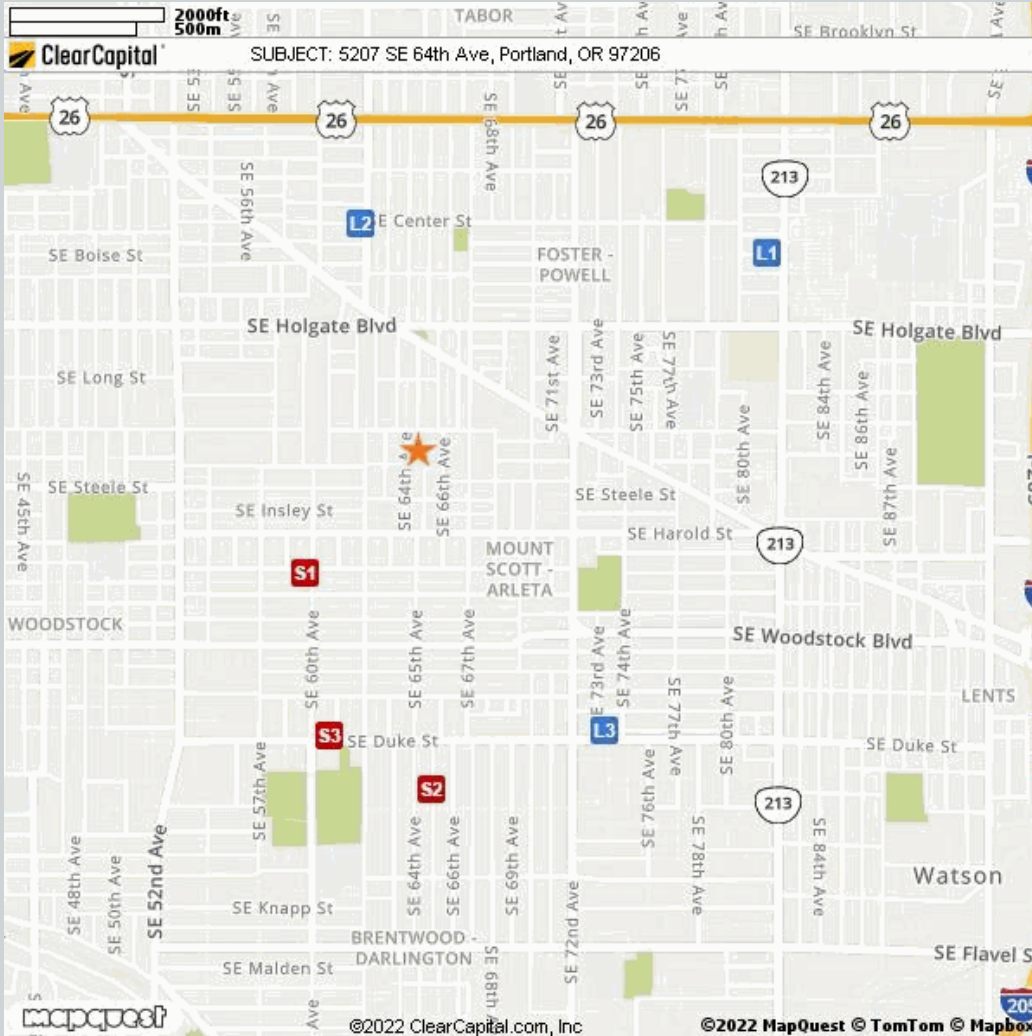 2000ft
500m
TABOR
SE Brooklyn St
ClearCapital
SUBJECT: 5207 SE 64th Ave, Portland, OR 97206
26
26
26
26
SE 68th Ave
213
SE 56th Ave
L2
SE Center St
SE Boise St
FOSTER -
POWELL
L1
SE Holgate Blvd
SE Holgate Blvd
SE Long St
SE 71st Ave
SE 73rd Ave
SE 75th Ave
SE 77th Ave
SE 84th Ave
SE 86th Ave
SE 80th Ave
SE 87th Ave
SE 64th Ave
SE 66th Ave
SE 45th Ave
SE Steele St
SE Steele St
SE Insley St
SE Harold St
213
MOUNT
SCOTT -
ARLETA
S1
WOODSTOCK
SE 60th Ave
SE 65th Ave
SE 67th Ave
SE 73rd Ave
SE 74th Ave
SE Woodstock Blvd
SE 77th Ave
SE 80th Ave
LENTS
S3
SE Duke St
L3
SE Duke St
SE 57th Ave
S2
SE 76th Ave
213
SE 48th Ave
SE 50th Ave
SE 52nd Ave
SE 64th Ave
SE 66th Ave
SE 69th Ave
SE 78th Ave
SE 84th Ave
Watson
SE Knapp St
SE 72nd Ave
BRENTWOOD -
DARLINGTON
SE Flavel S
SE Malden St
SE 68th A
Ave
205
mapquest
©2022 ClearCapital.com, Inc
©2022 MapQuest © TomTom © Mapbo